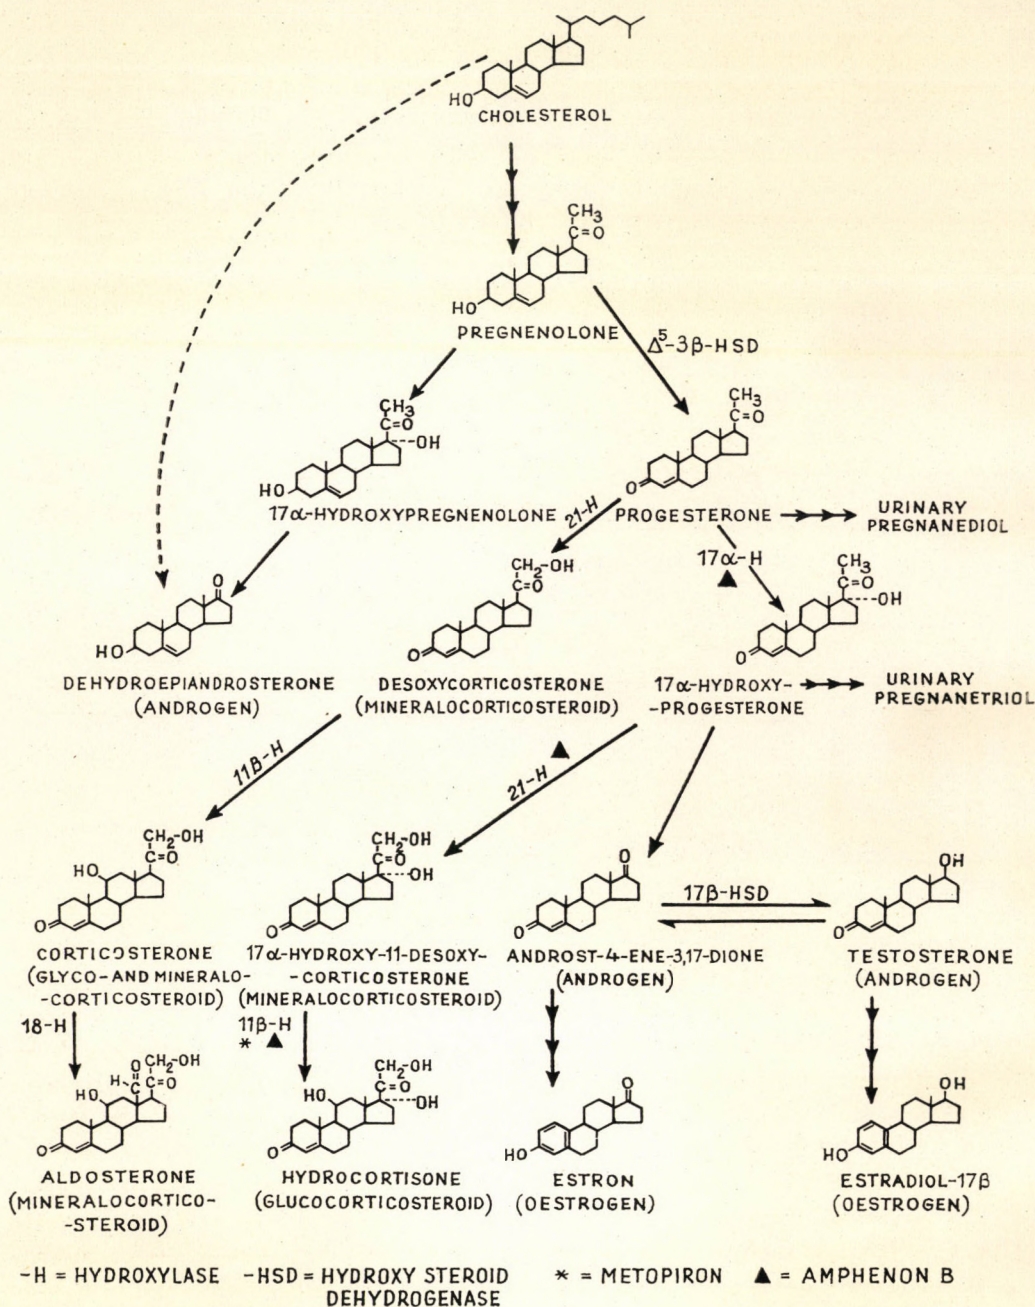 HO
CHOLESTEROL
CH3
C=O
HO
PREGNENOLONE
Δ5-3β-HSD
CH3
C=O
---OH
HO
17α-HYDROXYPREGNENOLONE
CH3
C=O
O
PROGESTERONE
URINARY
PREGNANEDIOL
21-H
17α-H
▲
O
HO
DEHYDROEPIANDROSTERONE
(ANDROGEN)
CH2-OH
C=O
O
DESOXYCORTICOSTERONE
(MINERALOCORTICOSTEROID)
CH3
C=O
----OH
O
17α-HYDROXY-
-PROGESTERONE
URINARY
PREGNANETRIOL
11β-H
21-H ▲
CH2-OH
C=O
HO
O
CORTICOSTERONE
(GLYCO-AND MINERALO-
-CORTICOSTEROID)
CH2-OH
C=O
----OH
O
17α-HYDROXY-11-DESOXY-
-CORTICOSTERONE
(MINERALOCORTICOSTEROID)
O
O
ANDROST-4-ENE-3,17-DIONE
(ANDROGEN)
17β-HSD
OH
O
TESTOSTERONE
(ANDROGEN)
18-H
11β-H
* ▲
O
H C CH2-OH
C=O
HO
O
ALDOSTERONE
(MINERALOCORTICO-
-STEROID)
CH2-OH
C=O
HO ----OH
O
HYDROCORTISONE
(GLUCOCORTICOSTEROID)
O
HO
ESTRON
(OESTROGEN)
OH
HO
ESTRADIOL-17β
(OESTROGEN)
-H = HYDROXYLASE -HSD = HYDROXY STEROID
DEHYDROGENASE
* = METOPIRON ▲ = AMPHENON B